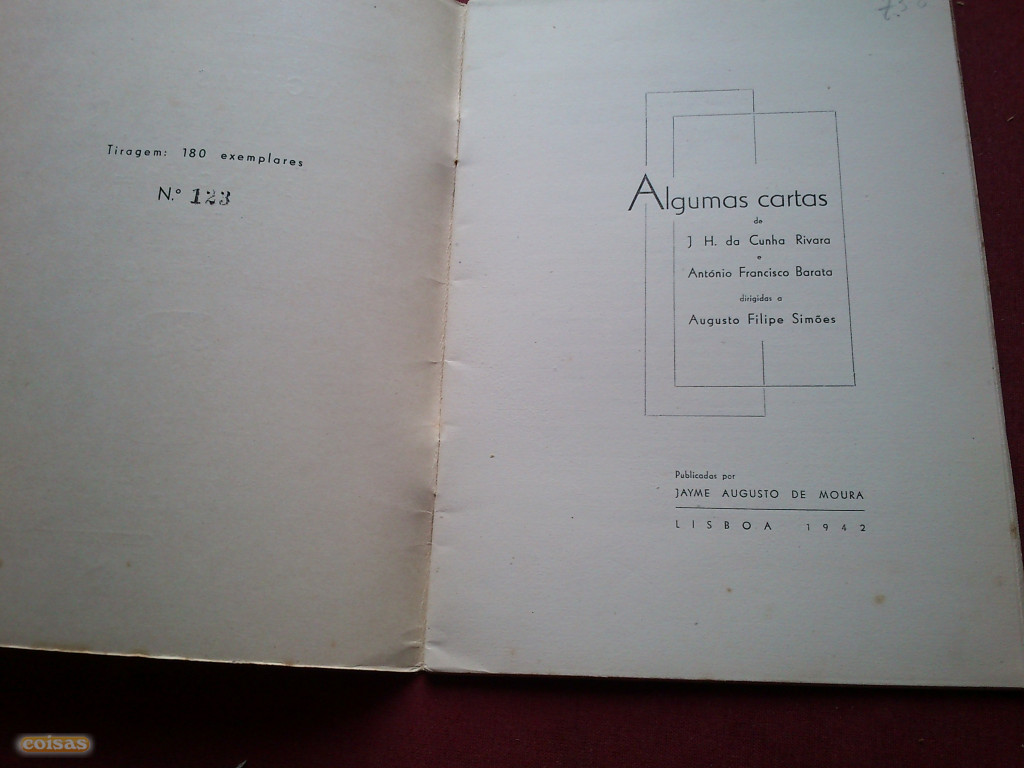 Tiragem: 180 exemplares
N.º 123
Algumas cartas
de
J H. da Cunha Rivara
e
António Francisco Barata
dirigidas a
Augusto Filipe Simões
Publicadas por
JAYME AUGUSTO DE MOURA
LISBOA 1942
coisas